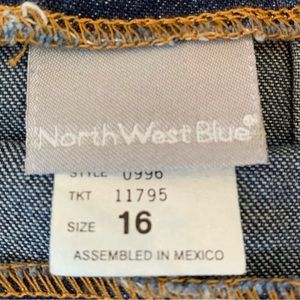 NorthWest Blue
STYLE 0996
TKT 11795
SIZE 16
ASSEMBLED IN MEXICO